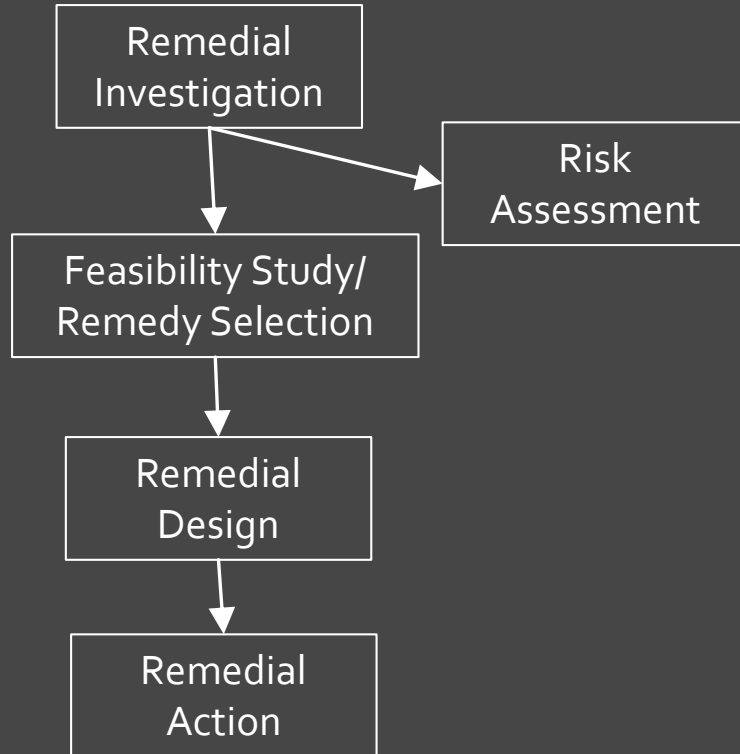 Remedial
Investigation
Risk
Assessment
Feasibility Study/
Remedy Selection
Remedial
Design
Remedial
Action